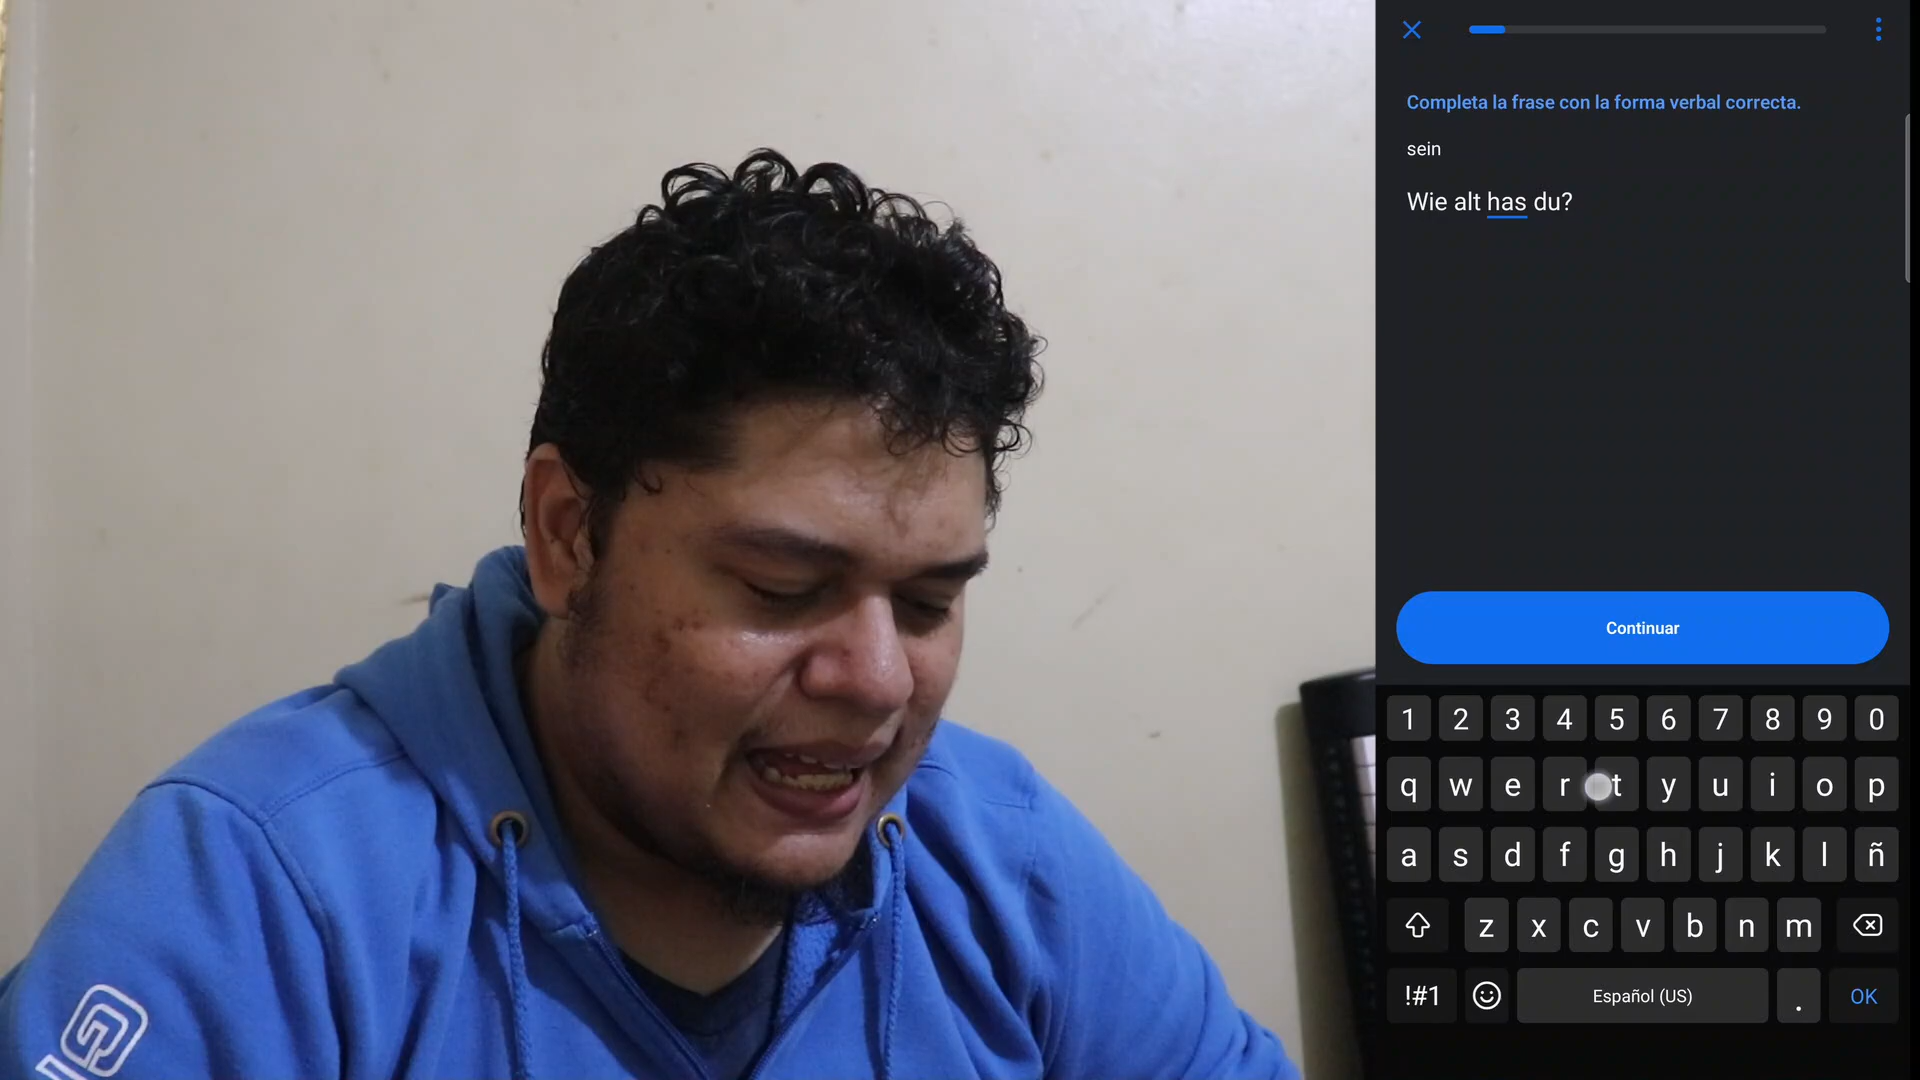 Completa la frase con la forma verbal correcta.
sein
Wie alt has du?
Continuar
1 2 3 4 5 6 7 8 9 0
q w e r t y u i o p
a s d f g h j k l ñ
z x c v b n m
!#1 Español (US) . OK